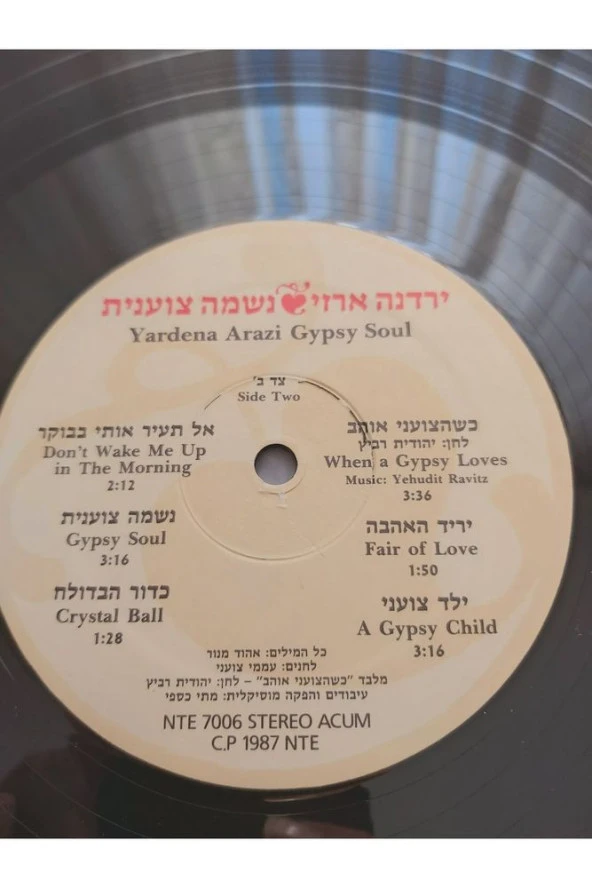 ירדנה ארזי נשמה צוענית
Yardena Arazi Gypsy Soul
צד ב'
Side Two
כשהצועני אוהב
לחן: יהודית רביץ
When a Gypsy Loves
Music: Yehudit Ravitz
3:36
יריד האהבה
Fair of Love
1:50
ילד צועני
A Gypsy Child
3:16
אל תעיר אותי בבוקר
Don't Wake Me Up
in The Morning
2:12
נשמה צוענית
Gypsy Soul
3:16
כדור הבדולח
Crystal Ball
1:28
כל המילים: אהוד מנור
לחנים: עממי צועני
מלבד "כשהצועני אוהב" – לחן: יהודית רביץ
עיבודים והפקה מוסיקלית: מתי כספי
NTE 7006 STEREO ACUM
C.P 1987 NTE